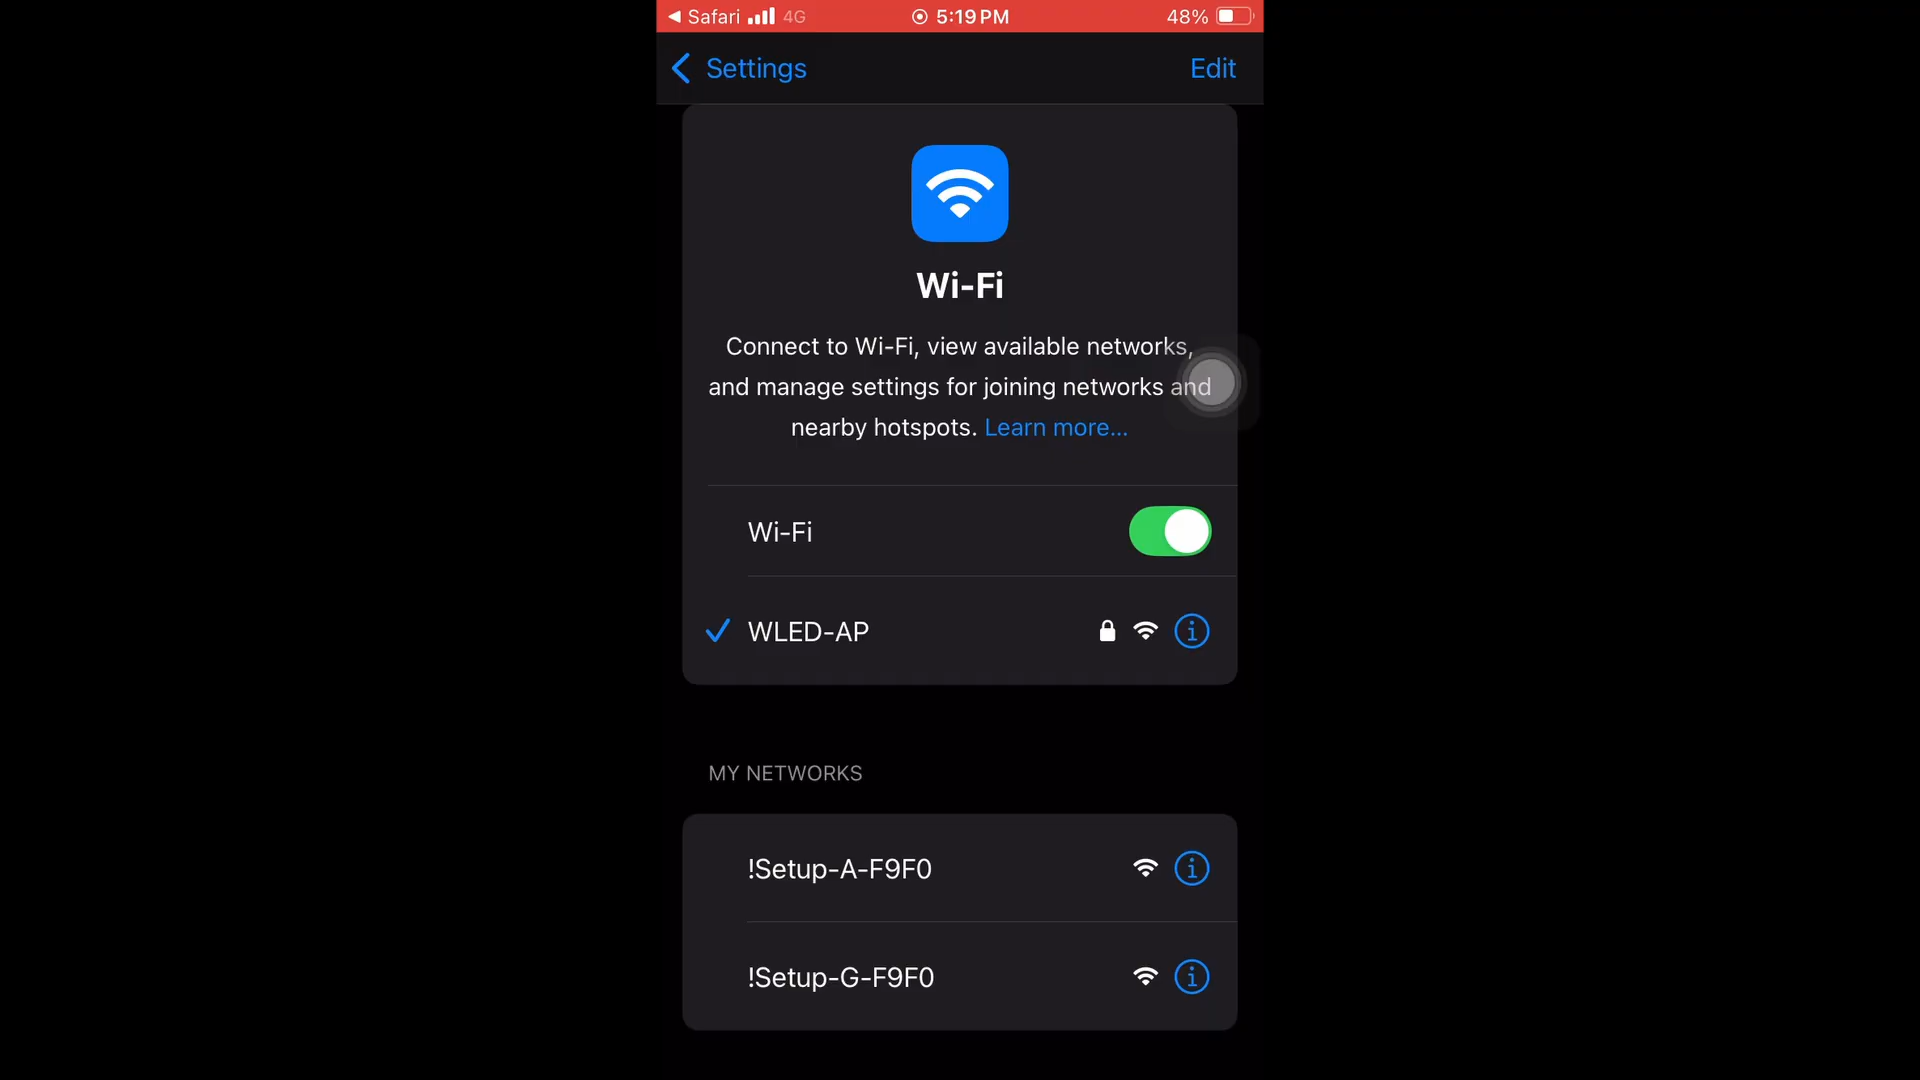 Safari 4G 5:19 PM 48%
Settings Edit
Wi-Fi
Connect to Wi-Fi, view available networks,
and manage settings for joining networks and
nearby hotspots. Learn more...
Wi-Fi
WLED-AP
MY NETWORKS
!Setup-A-F9F0
!Setup-G-F9F0